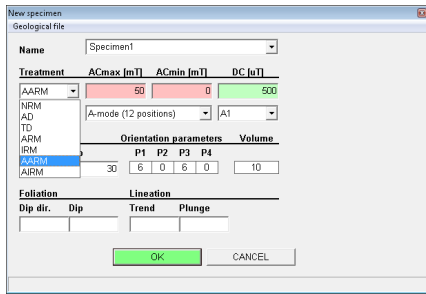 New specimen
Geological file
Name Specimen1
Treatment ACmax [mT] ACmin [mT] DC [uT]
AARM 50 0 500
NRM
AD
TD
ARM
IRM
AARM
AIRM
A-mode (12 positions) A1
Orientation parameters Volume
P1 P2 P3 P4
30 6 0 6 0 10
Foliation Lineation
Dip dir. Dip Trend Plunge
OK CANCEL